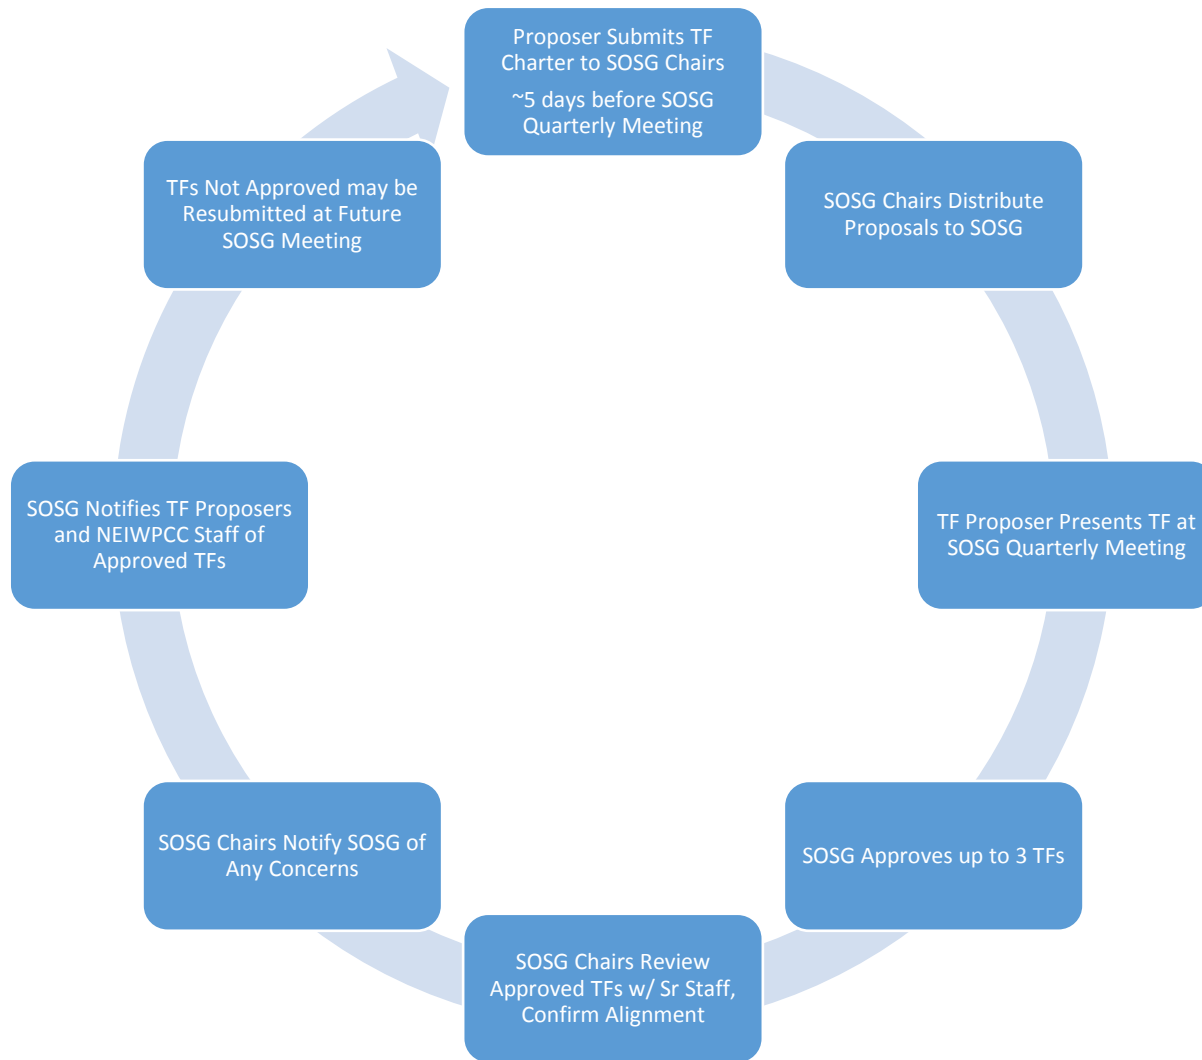 Proposer Submits TF
Charter to SOSG Chairs
~5 days before SOSG
Quarterly Meeting
SOSG Chairs Distribute
Proposals to SOSG
TF Proposer Presents TF at
SOSG Quarterly Meeting
SOSG Approves up to 3 TFs
SOSG Chairs Review
Approved TFs w/ Sr Staff,
Confirm Alignment
SOSG Chairs Notify SOSG of
Any Concerns
SOSG Notifies TF Proposers
and NEIWPCC Staff of
Approved TFs
TFs Not Approved may be
Resubmitted at Future
SOSG Meeting